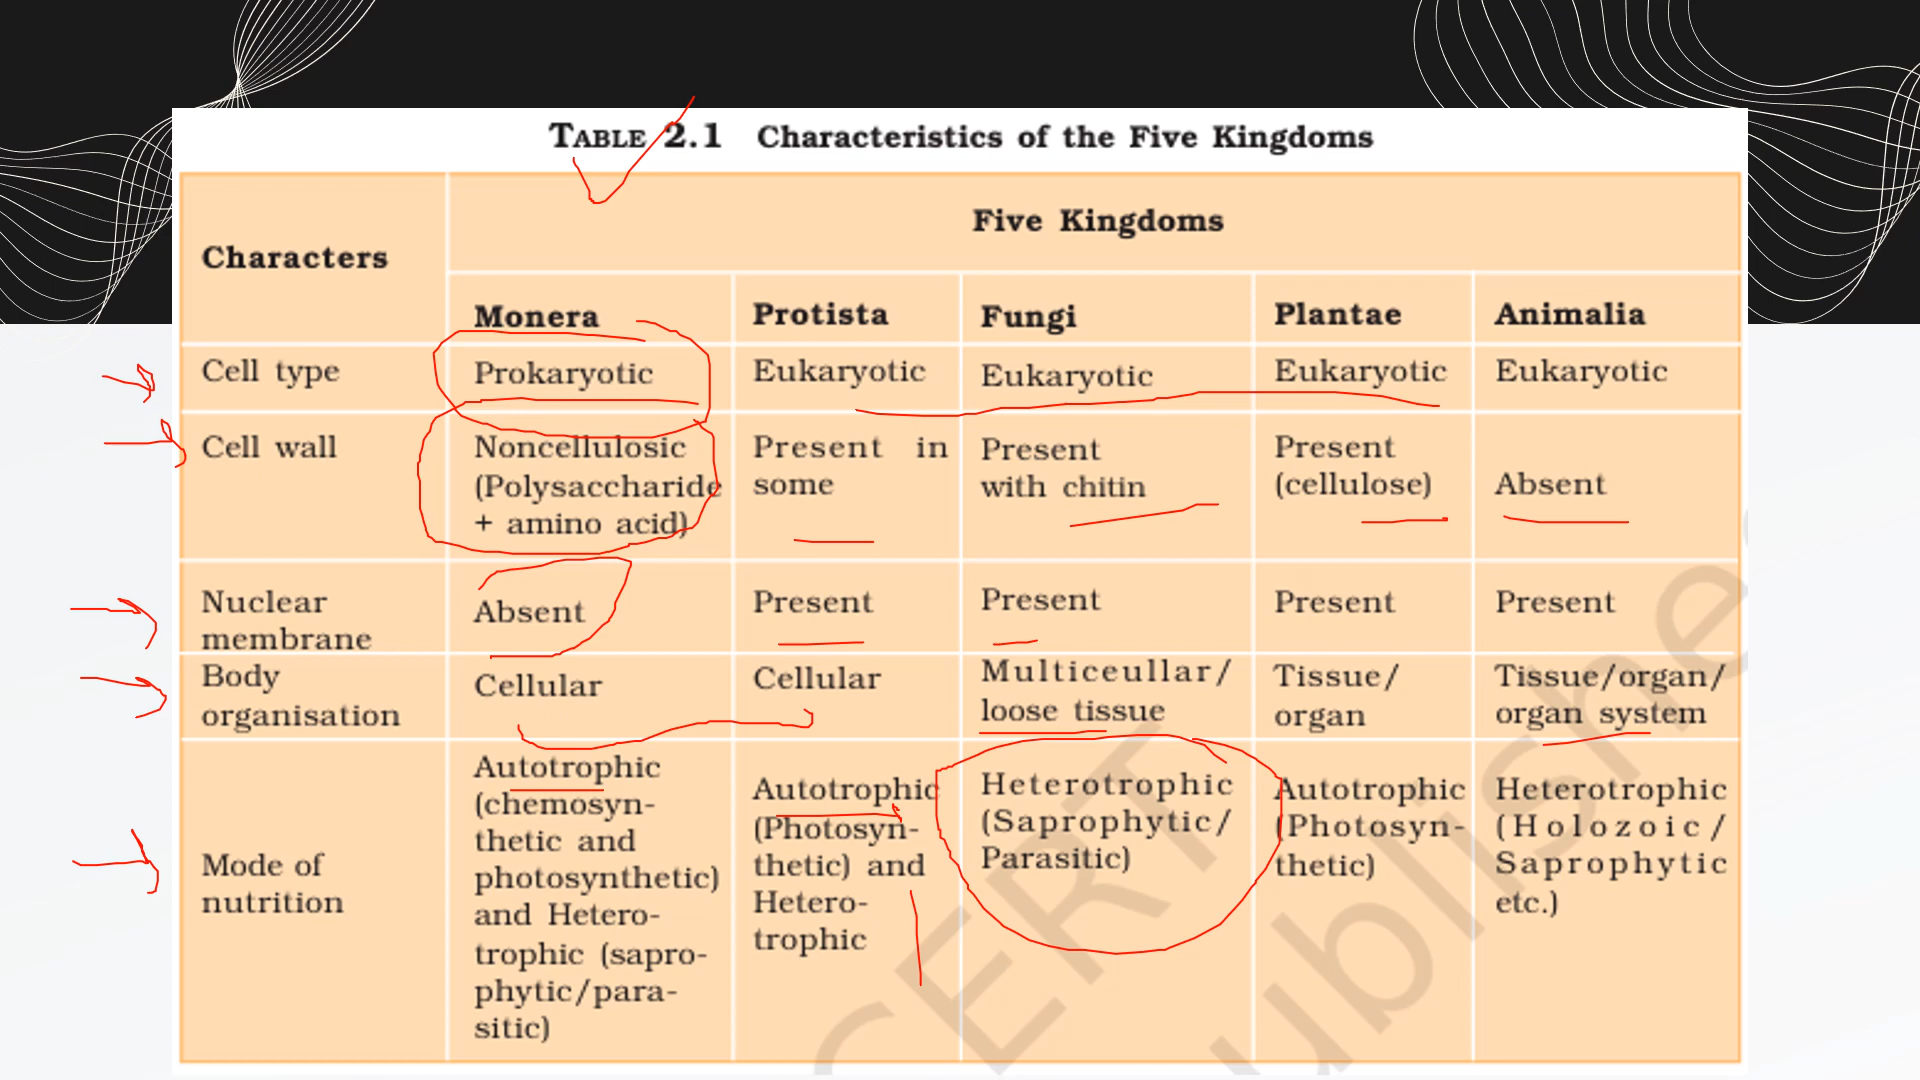 TABLE 2.1 Characteristics of the Five Kingdoms
Characters
Five Kingdoms
Monera
Protista
Fungi
Plantae
Animalia
Cell type
Prokaryotic
Eukaryotic
Eukaryotic
Eukaryotic
Eukaryotic
Cell wall
Noncellulosic
(Polysaccharide
+ amino acid)
Present in
some
Present
with chitin
Present
(cellulose)
Absent
Nuclear
membrane
Absent
Present
Present
Present
Present
Body
organisation
Cellular
Cellular
Multiceullar/
loose tissue
Tissue/
organ
Tissue/organ/
organ system
Mode of
nutrition
Autotrophic
(chemosyn-
thetic and
photosynthetic)
and Hetero-
trophic (sapro-
phytic/para-
sitic)
Autotrophic
(Photosyn-
thetic) and
Hetero-
trophic
Heterotrophic
(Saprophytic/
Parasitic)
Autotrophic
(Photosyn-
thetic)
Heterotrophic
(Holozoic/
Saprophytic
etc.)
CERT
ublishe